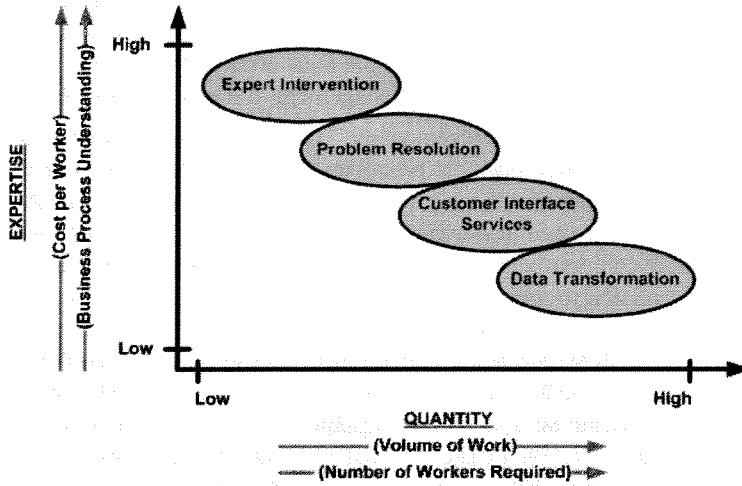 High
Expert Intervention
Problem Resolution
Customer Interface
Services
Data Transformation
Low
EXPERTISE
(Cost per Worker)
(Business Process Understanding)
Low
High
QUANTITY
(Volume of Work)
(Number of Workers Required)